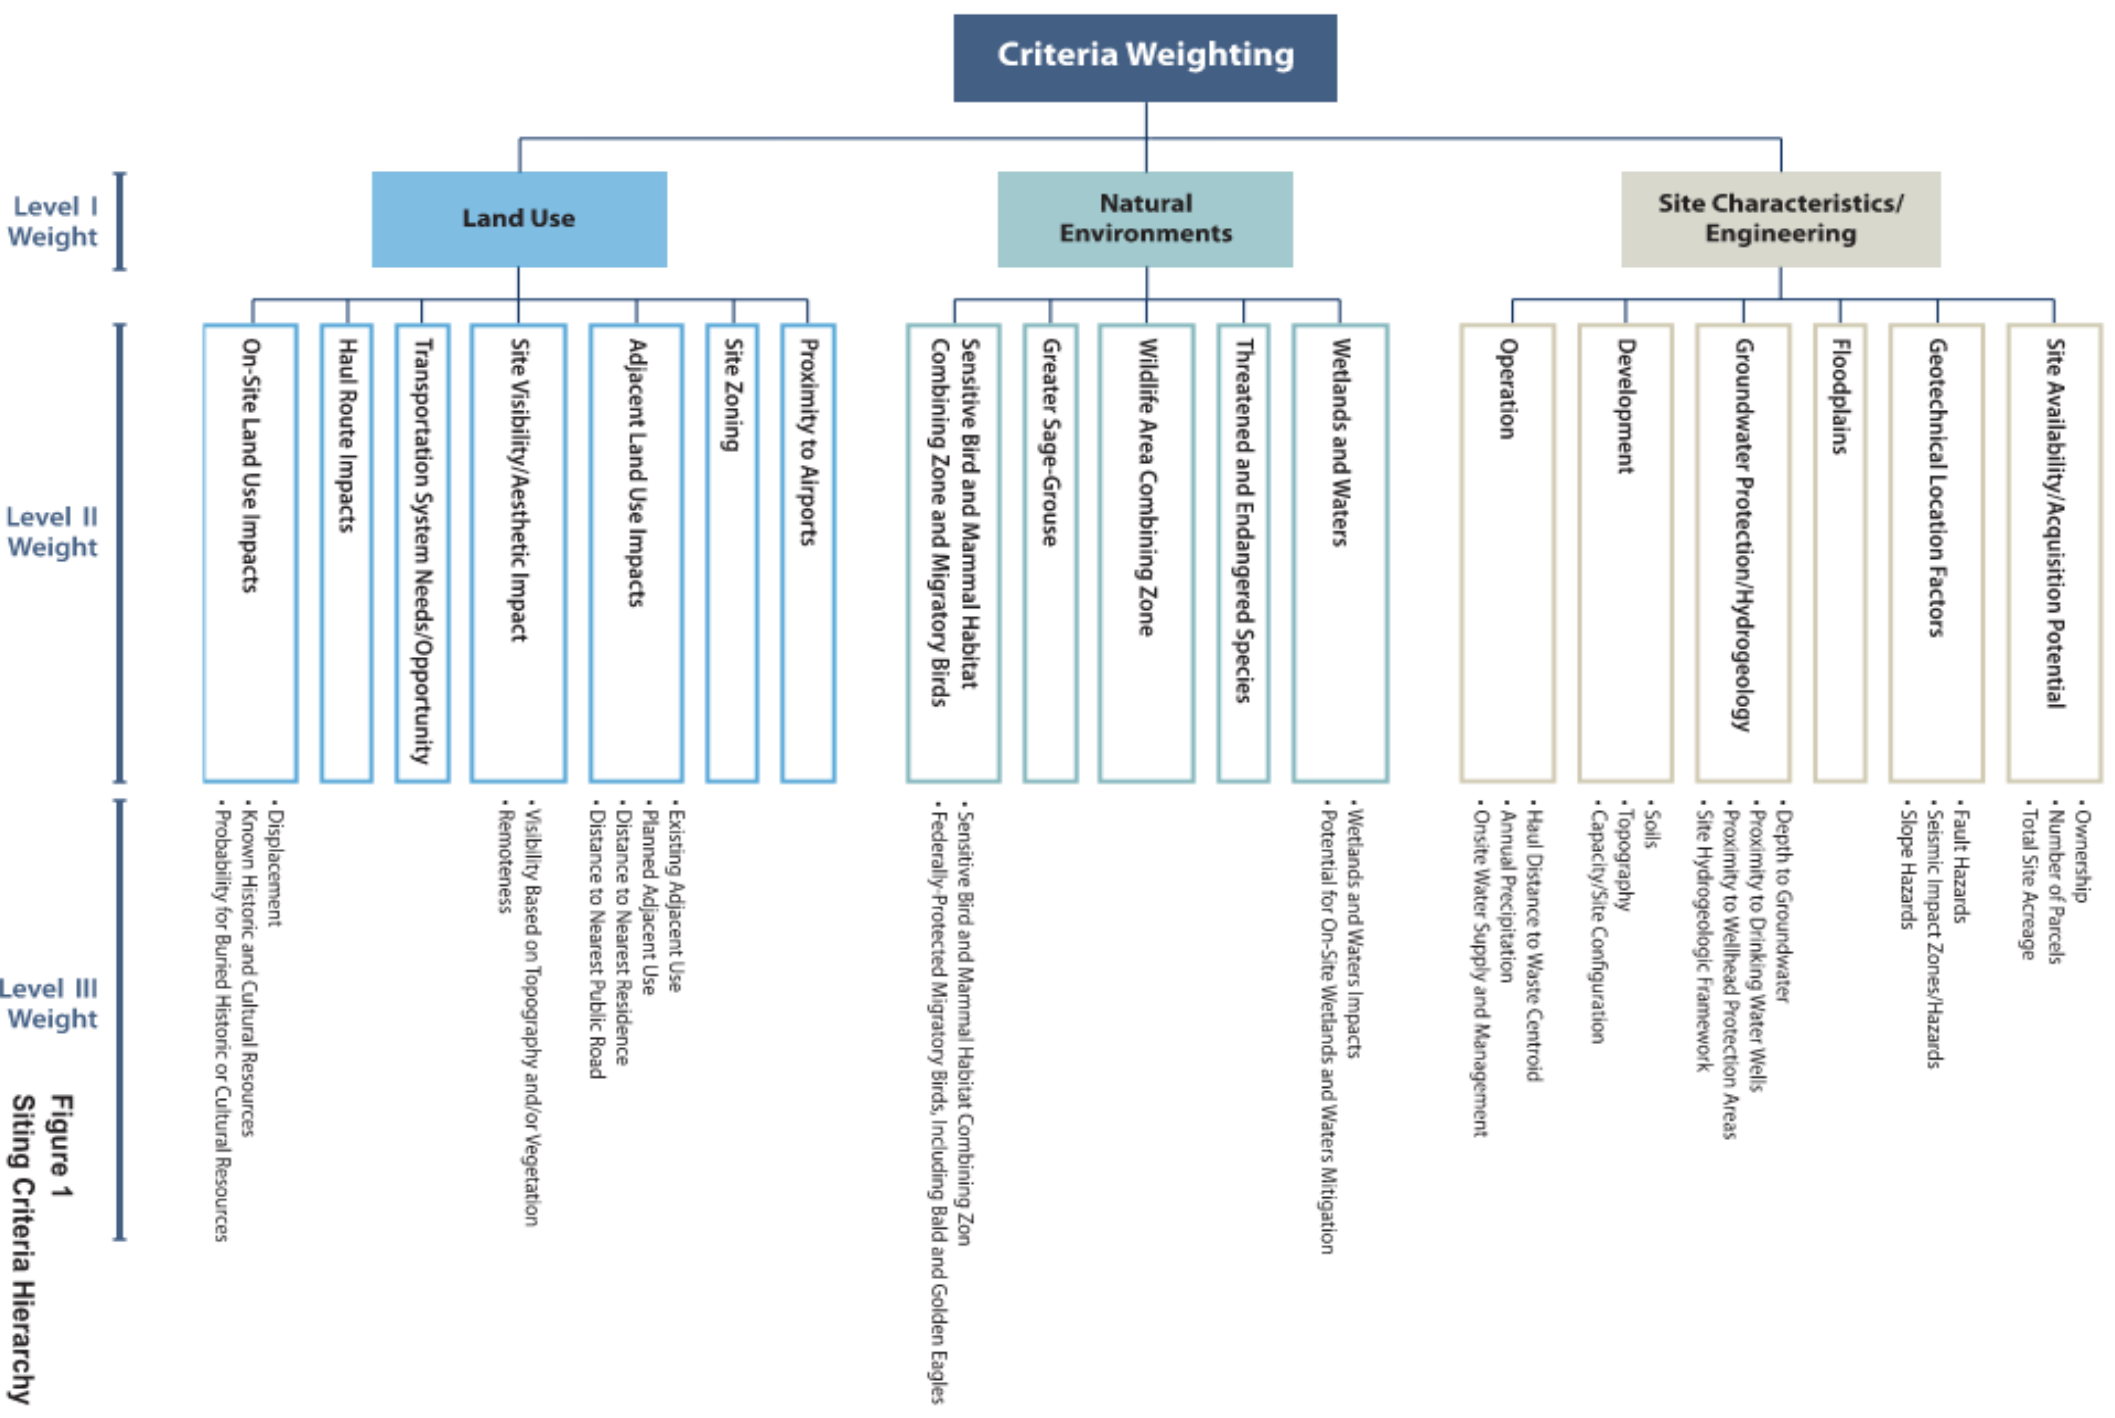 Criteria Weighting
Level I
Weight
Land Use
Natural
Environments
Site Characteristics/
Engineering
Level II
Weight
On-Site Land Use Impacts
Haul Route Impacts
Transportation System Needs/Opportunity
Site Visibility/Aesthetic Impact
Adjacent Land Use Impacts
Site Zoning
Proximity to Airports
Sensitive Bird and Mammal Habitat
Combining Zone and Migratory Birds
Greater Sage-Grouse
Wildlife Area Combining Zone
Threatened and Endangered Species
Wetlands and Waters
Operation
Development
Groundwater Protection/Hydrogeology
Floodplains
Geotechnical Location Factors
Site Availability/Acquisition Potential
Level III
Weight
• Displacement
• Known Historic and Cultural Resources
• Probability for Buried Historic or Cultural Resources
• Visibility Based on Topography and/or Vegetation
• Remoteness
• Existing Adjacent Use
• Planned Adjacent Use
• Distance to Nearest Residence
• Distance to Nearest Public Road
• Sensitive Bird and Mammal Habitat Combining Zon
• Federally-Protected Migratory Birds, Including Bald and Golden Eagles
• Wetlands and Waters Impacts
• Potential for On-Site Wetlands and Waters Mitigation
• Haul Distance to Waste Centroid
• Annual Precipitation
• Onsite Water Supply and Management
• Soils
• Topography
• Capacity/Site Configuration
• Depth to Groundwater
• Proximity to Drinking Water Wells
• Proximity to Wellhead Protection Areas
• Site Hydrogeologic Framework
• Fault Hazards
• Seismic Impact Zones/Hazards
• Slope Hazards
• Ownership
• Number of Parcels
• Total Site Acreage
Figure 1
Siting Criteria Hierarchy